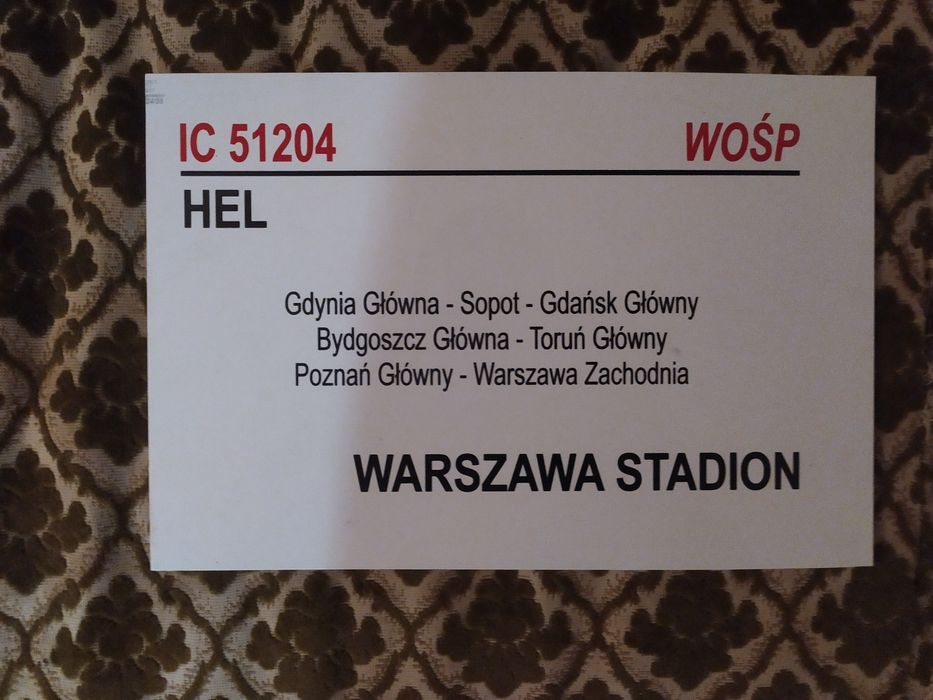 IC 51204 WOŚP
HEL
Gdynia Główna - Sopot - Gdańsk Główny
Bydgoszcz Główna - Toruń Główny
Poznań Główny - Warszawa Zachodnia
WARSZAWA STADION